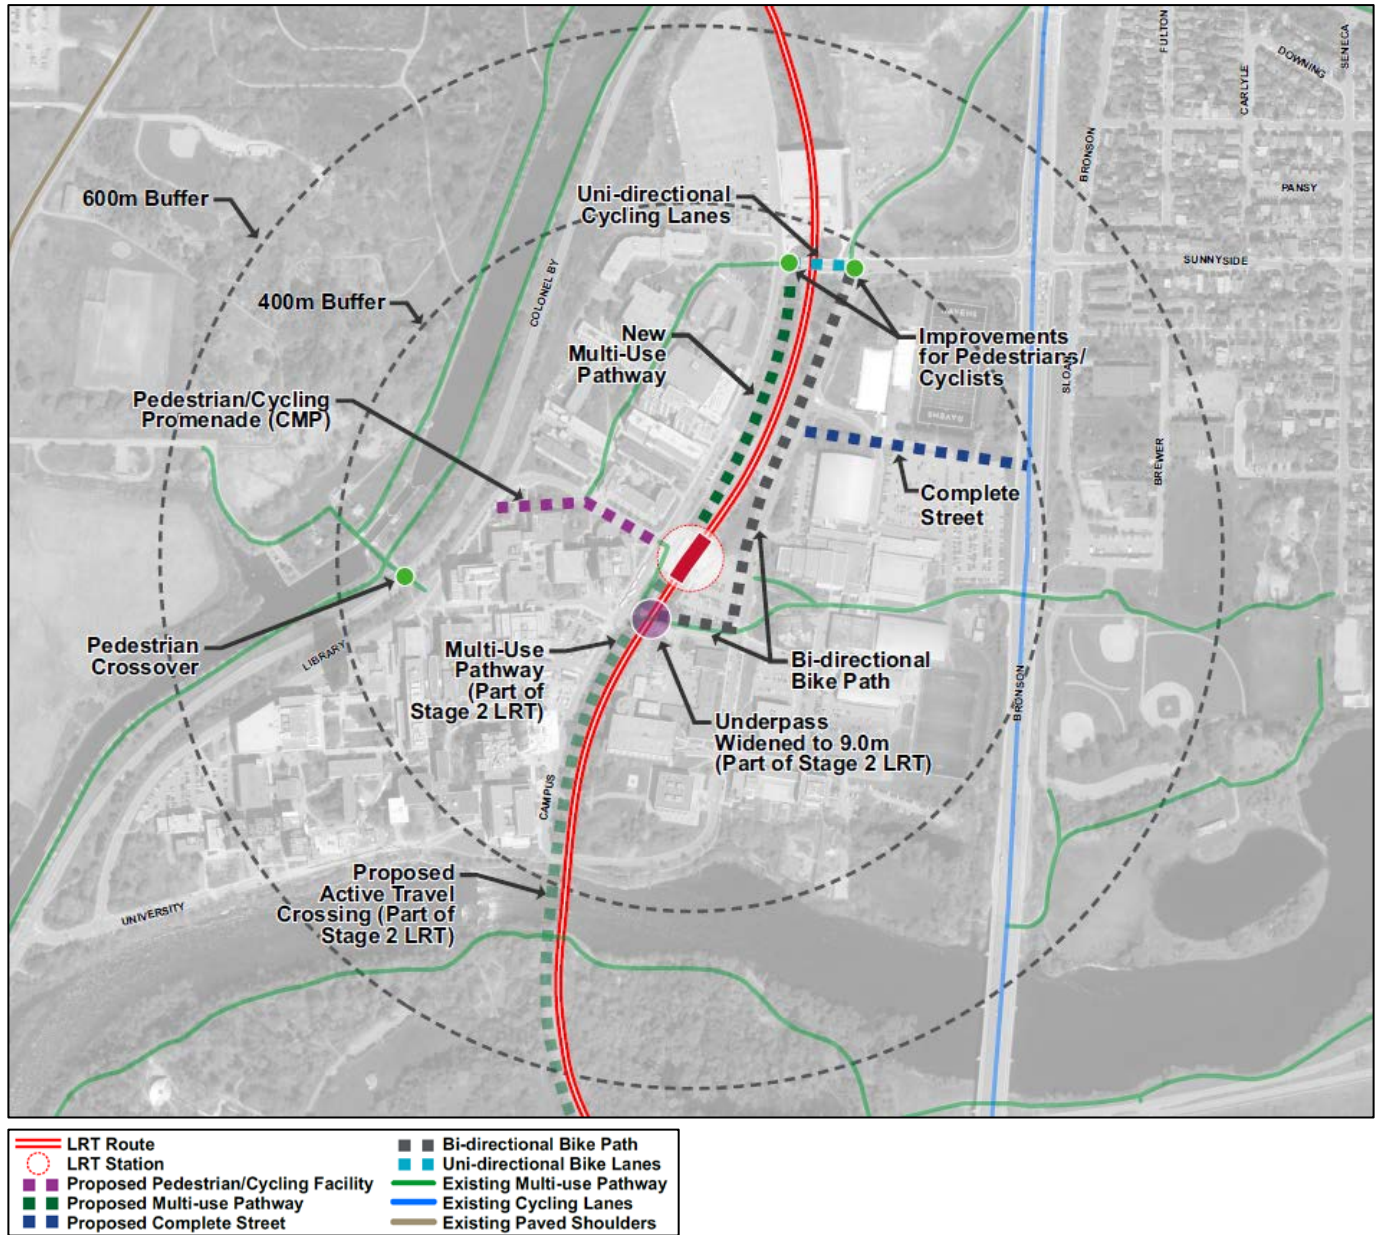 FULTON
DOWNING
SENECA
CARLYLE
BRONSON
PANSY
600m Buffer
Uni-directional
Cycling Lanes
SUNNYSIDE
COLONEL BY
400m Buffer
RAVENS
New
Multi-Use
Pathway
Improvements
for Pedestrians/
Cyclists
SLOAN
Pedestrian/Cycling
Promenade (CMP)
RAVENS
BREWER
Complete
Street
Pedestrian
Crossover
LIBRARY
Multi-Use
Pathway
(Part of
Stage 2 LRT)
Bi-directional
Bike Path
BRONSON
Underpass
Widened to 9.0m
(Part of Stage 2 LRT)
CAMPUS
Proposed
Active Travel
Crossing (Part of
Stage 2 LRT)
UNIVERSITY
LRT Route
LRT Station
Proposed Pedestrian/Cycling Facility
Proposed Multi-use Pathway
Proposed Complete Street
Bi-directional Bike Path
Uni-directional Bike Lanes
Existing Multi-use Pathway
Existing Cycling Lanes
Existing Paved Shoulders